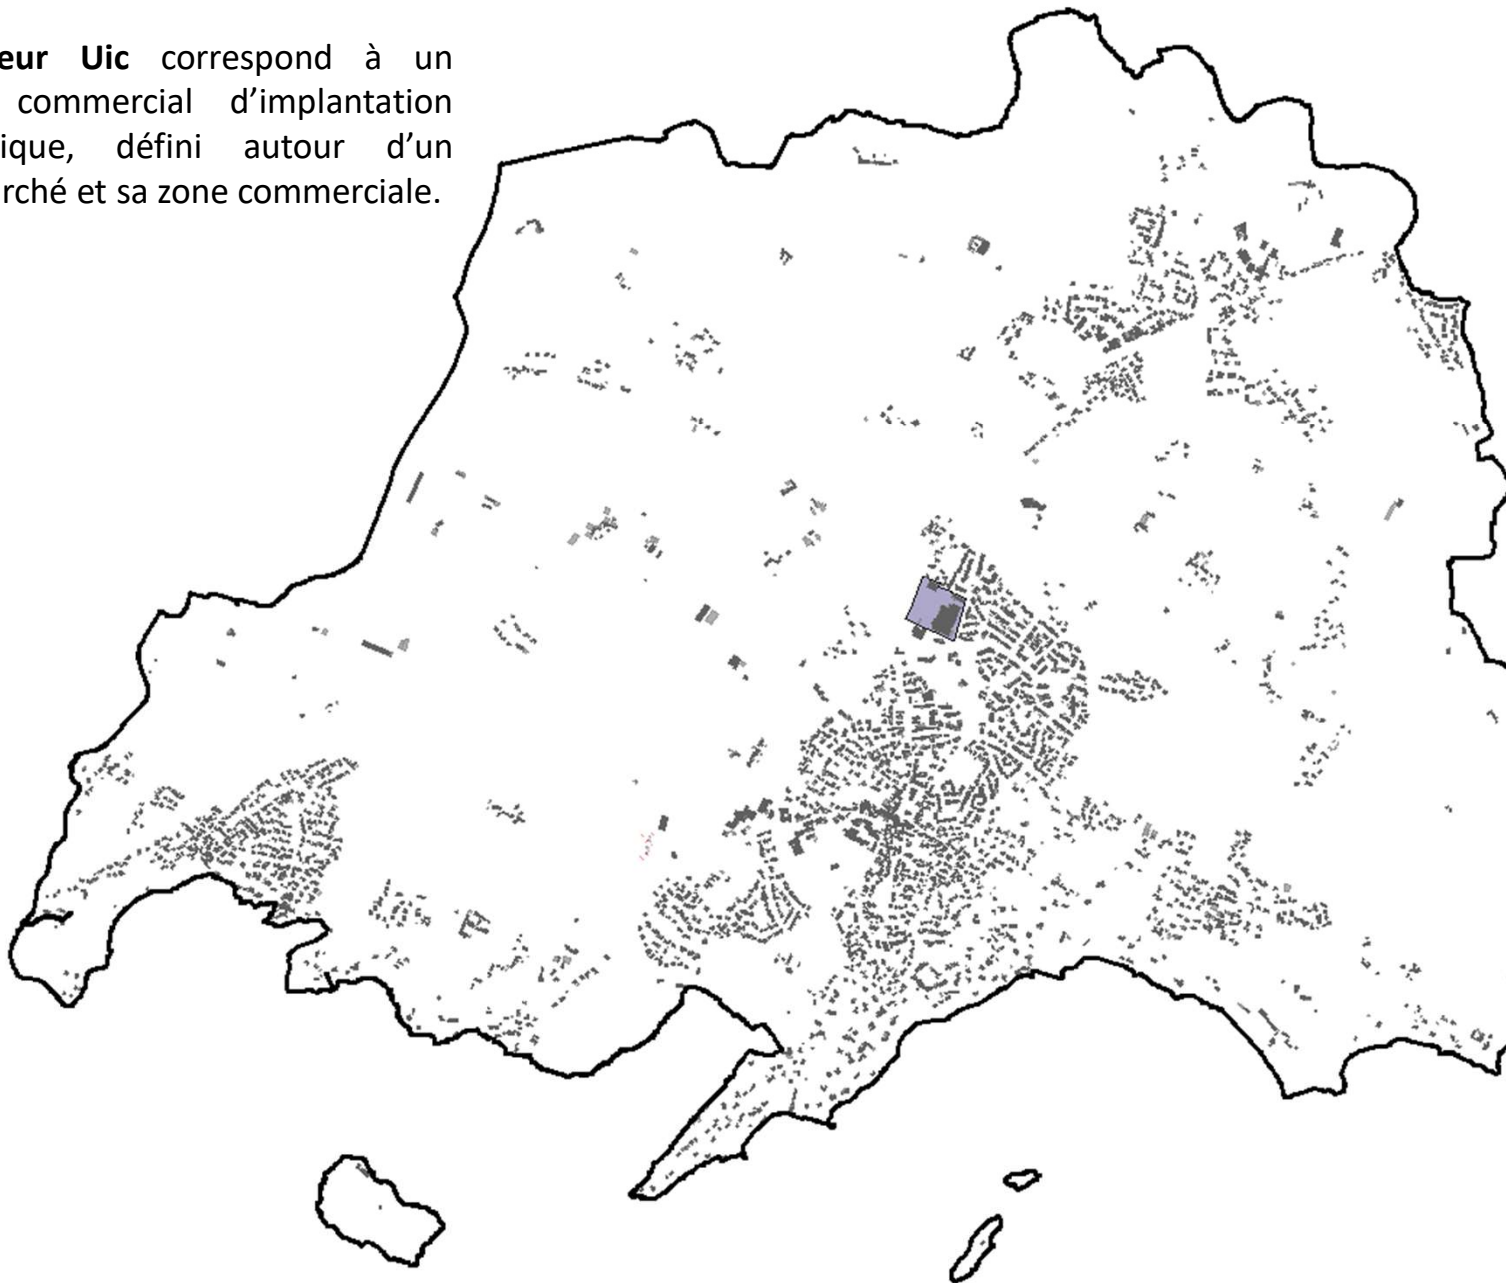 eur Uic correspond à un
commercial d’implantation
ique, défini autour d’un
rché et sa zone commerciale.